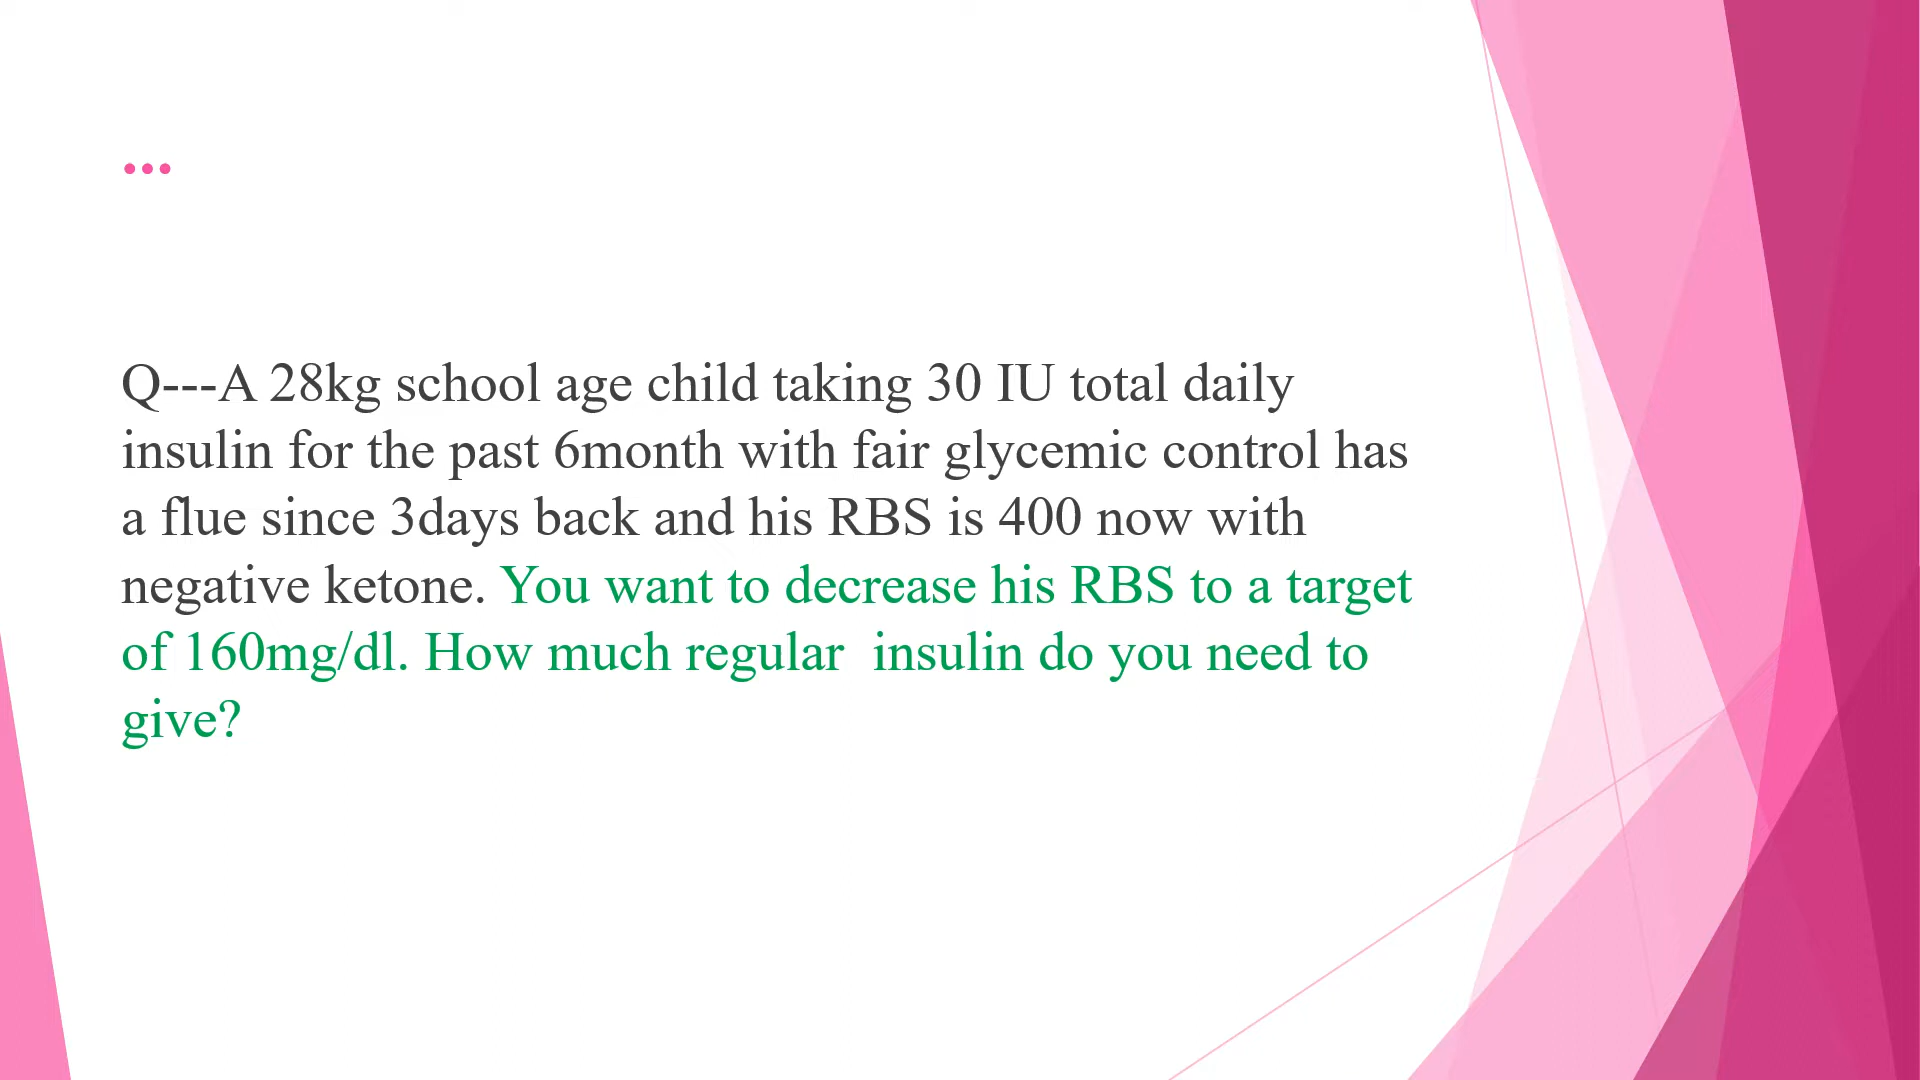 ...
Q---A 28kg school age child taking 30 IU total daily
insulin for the past 6month with fair glycemic control has
a flue since 3days back and his RBS is 400 now with
negative ketone. You want to decrease his RBS to a target
of 160mg/dl. How much regular  insulin do you need to
give?